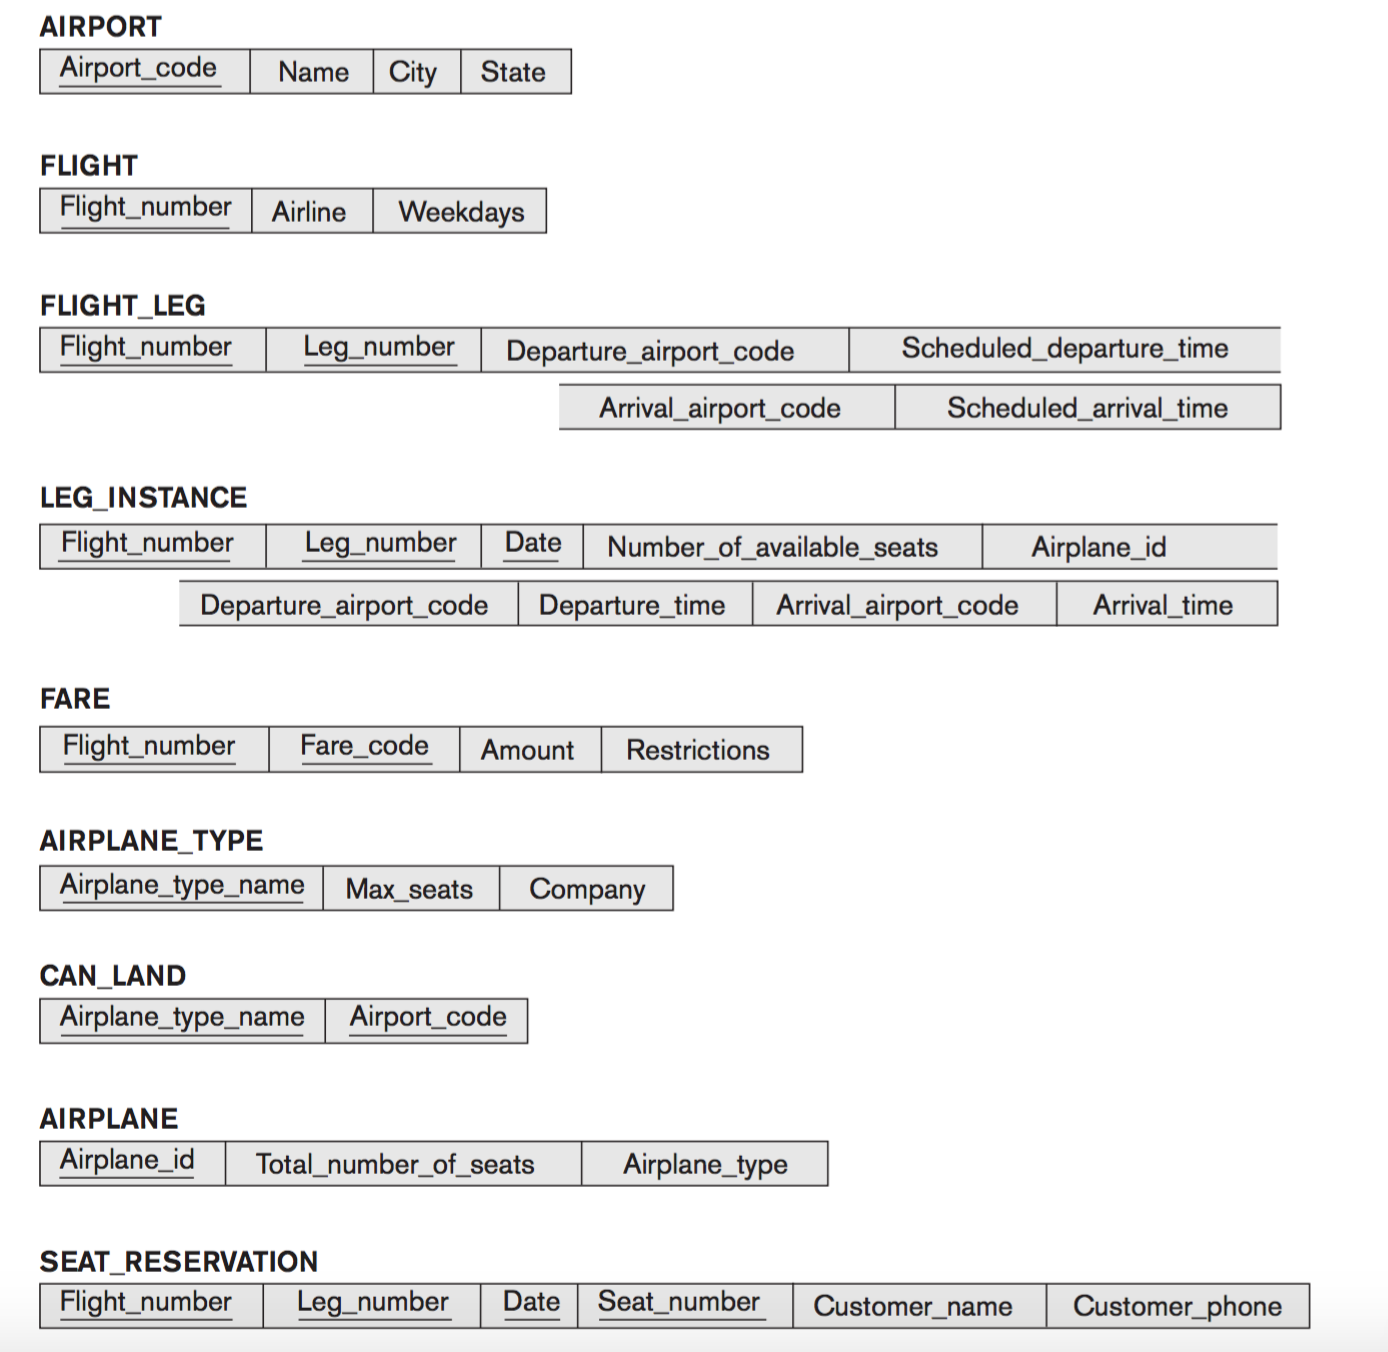 AIRPORT
Airport_code Name City State
FLIGHT
Flight_number Airline Weekdays
FLIGHT_LEG
Flight_number Leg_number Departure_airport_code Scheduled_departure_time
Arrival_airport_code Scheduled_arrival_time
LEG_INSTANCE
Flight_number Leg_number Date Number_of_available_seats Airplane_id
Departure_airport_code Departure_time Arrival_airport_code Arrival_time
FARE
Flight_number Fare_code Amount Restrictions
AIRPLANE_TYPE
Airplane_type_name Max_seats Company
CAN_LAND
Airplane_type_name Airport_code
AIRPLANE
Airplane_id Total_number_of_seats Airplane_type
SEAT_RESERVATION
Flight_number Leg_number Date Seat_number Customer_name Customer_phone